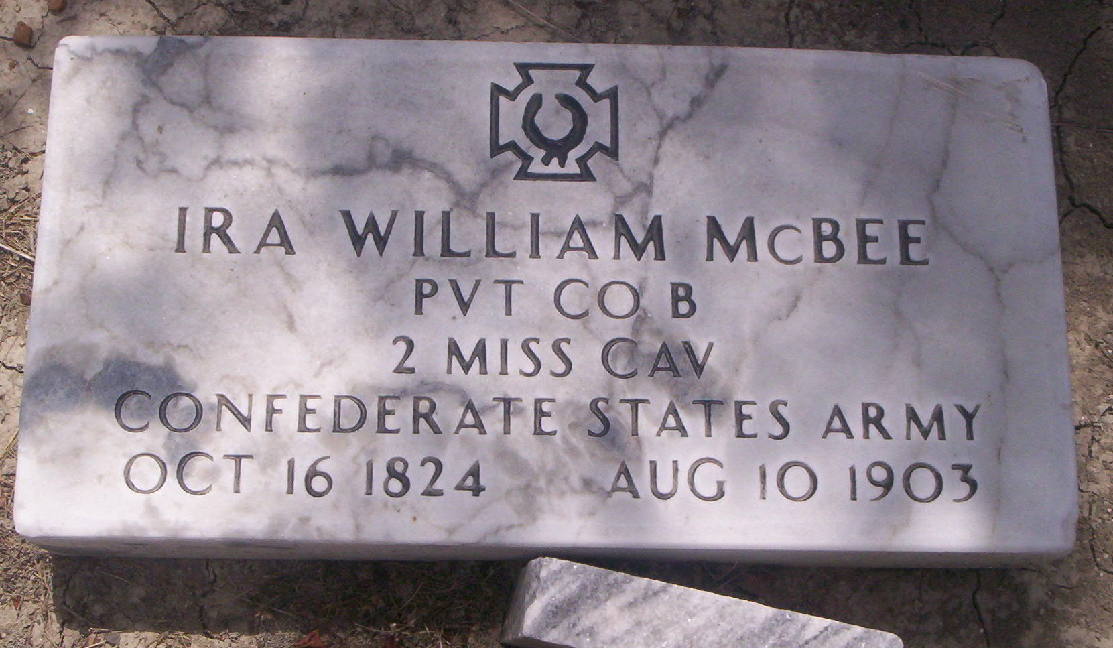 IRA WILLIAM McBEE
PVT CO B
2 MISS CAV
CONFEDERATE STATES ARMY
OCT 16 1824 AUG 10 1903